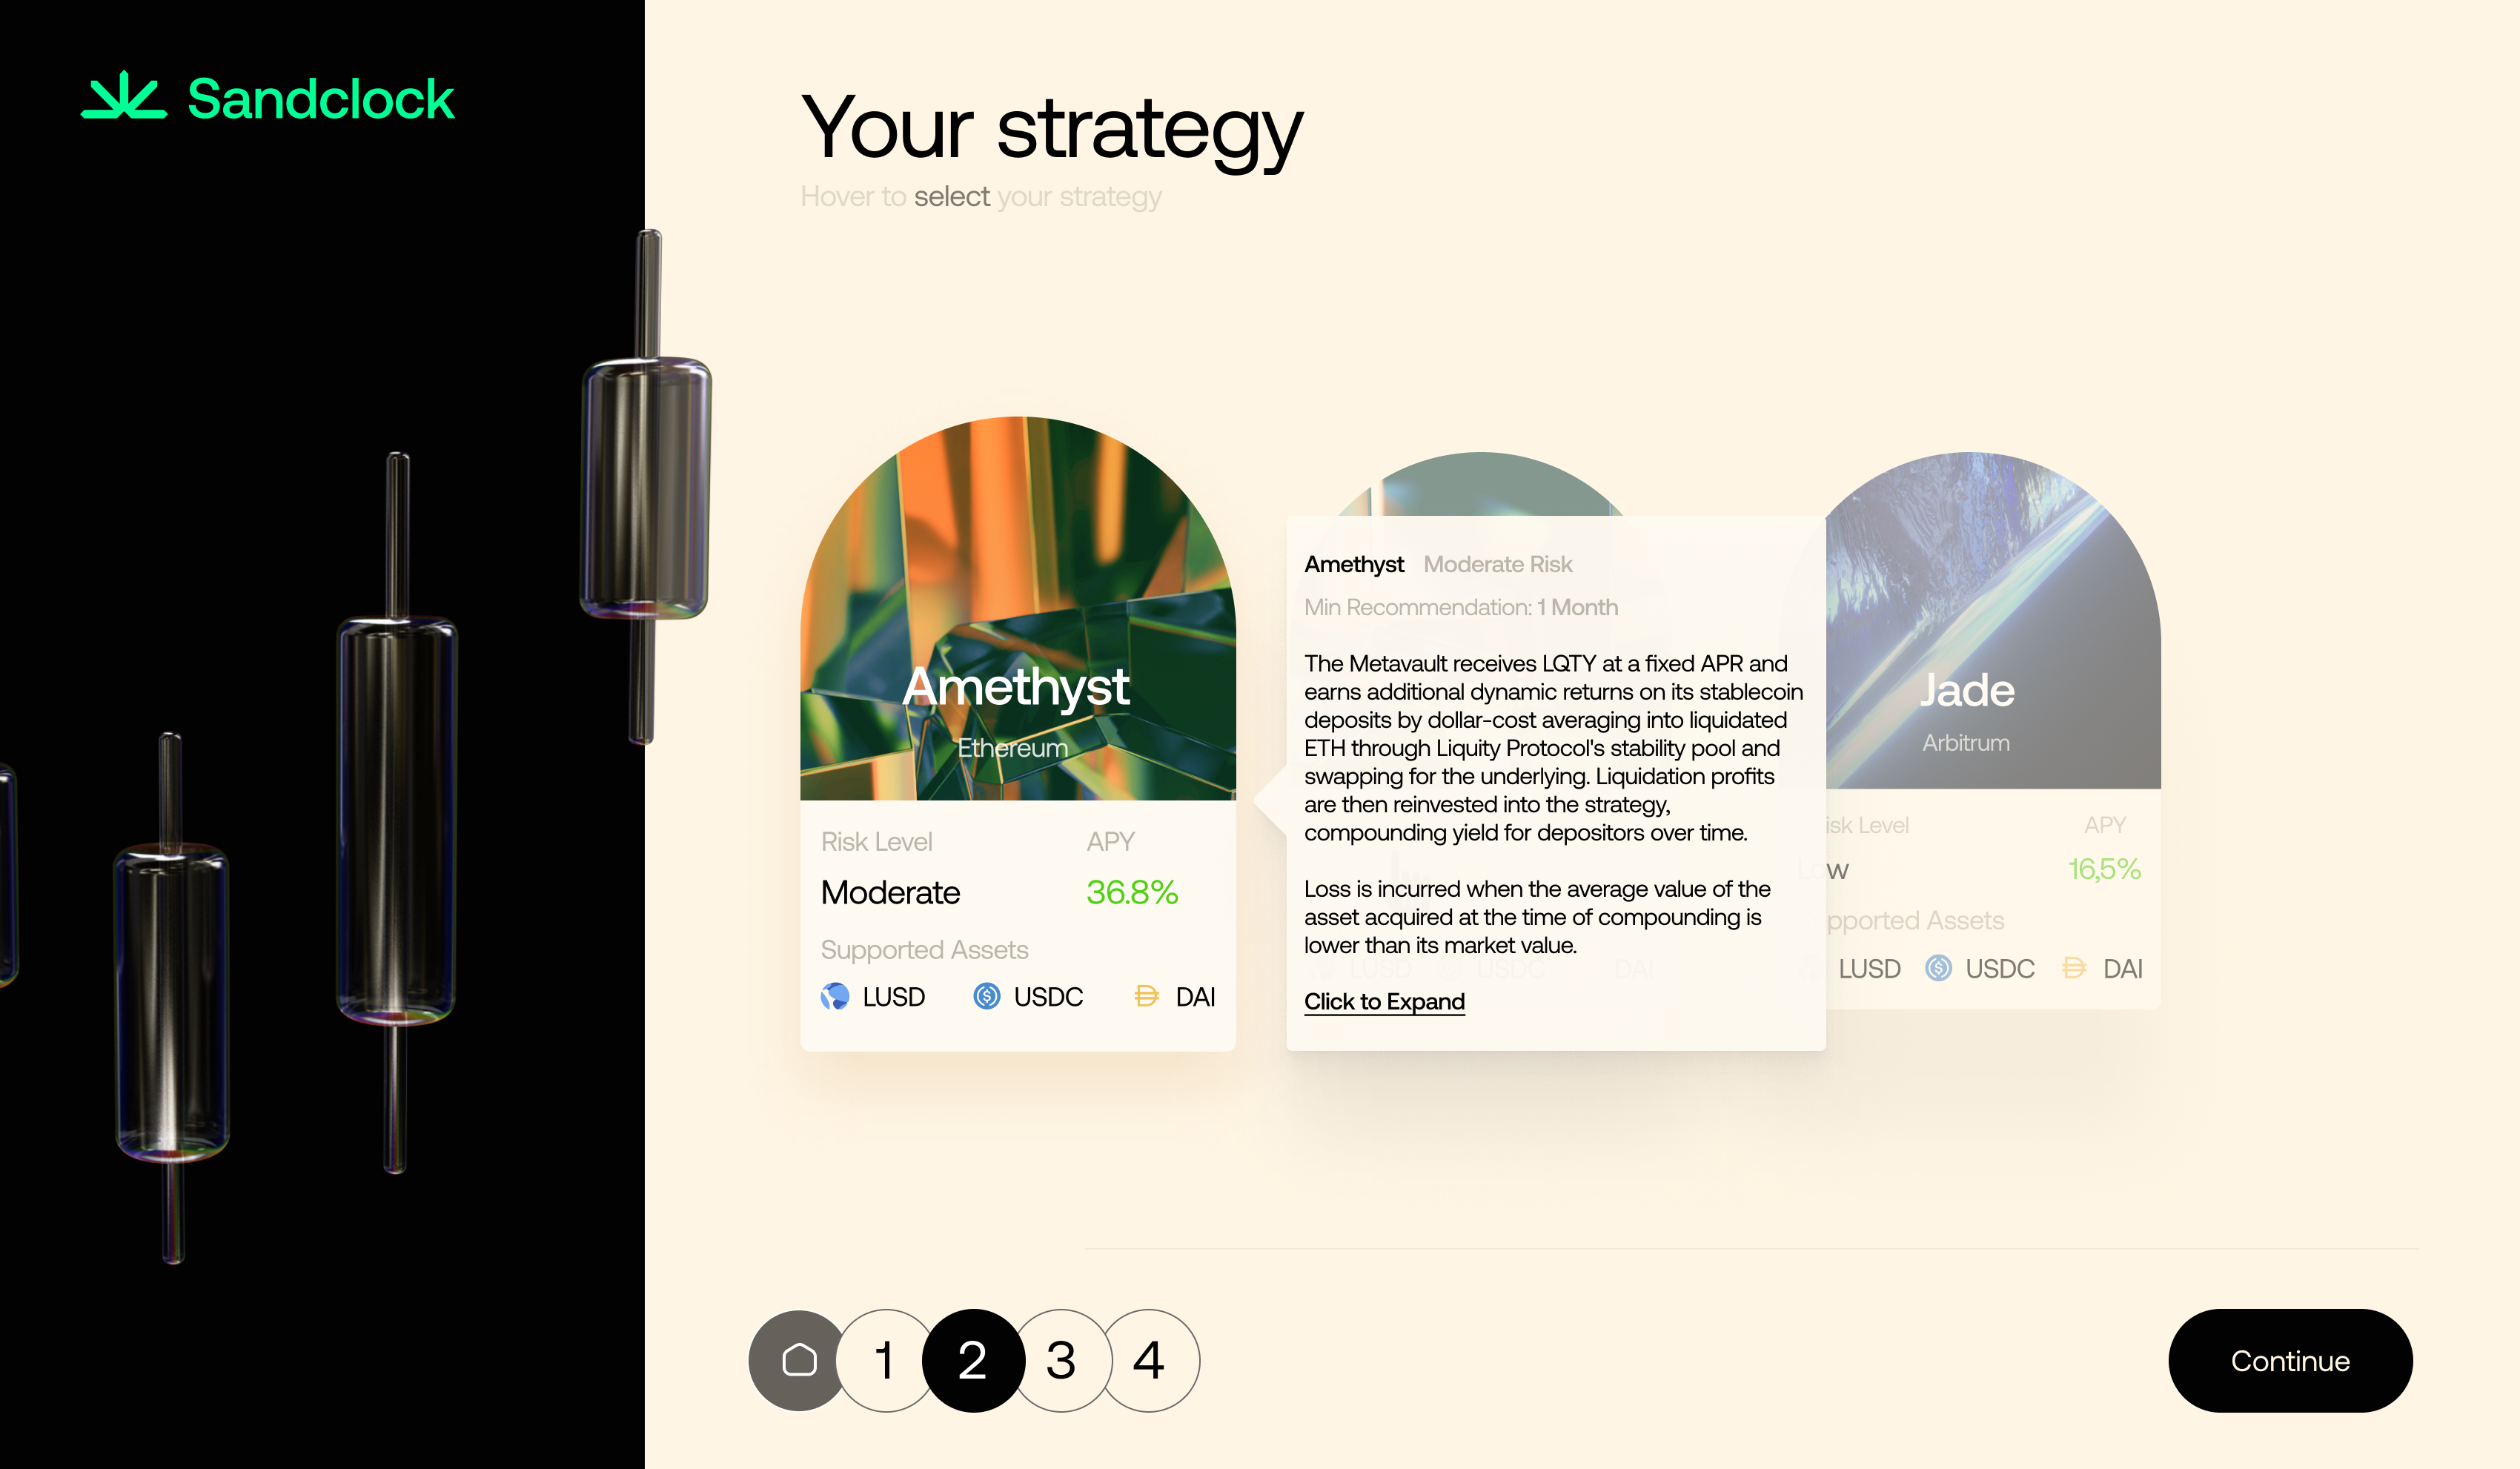 Sandclock
Your strategy
Hover to select your strategy
Amethyst
Ethereum
Risk Level
APY
Moderate
36.8%
Supported Assets
LUSD
USDC
DAI
Amethyst Moderate Risk
Min Recommendation: 1 Month
The Metavault receives LQTY at a fixed APR and
earns additional dynamic returns on its stablecoin
deposits by dollar-cost averaging into liquidated
ETH through Liquity Protocol's stability pool and
swapping for the underlying. Liquidation profits
are then reinvested into the strategy,
compounding yield for depositors over time.
Loss is incurred when the average value of the
asset acquired at the time of compounding is
lower than its market value.
LUSD
USDC
DAI
Click to Expand
Jade
Arbitrum
isk Level
APY
Low
16,5%
pported Assets
LUSD
USDC
DAI
1
2
3
4
Continue